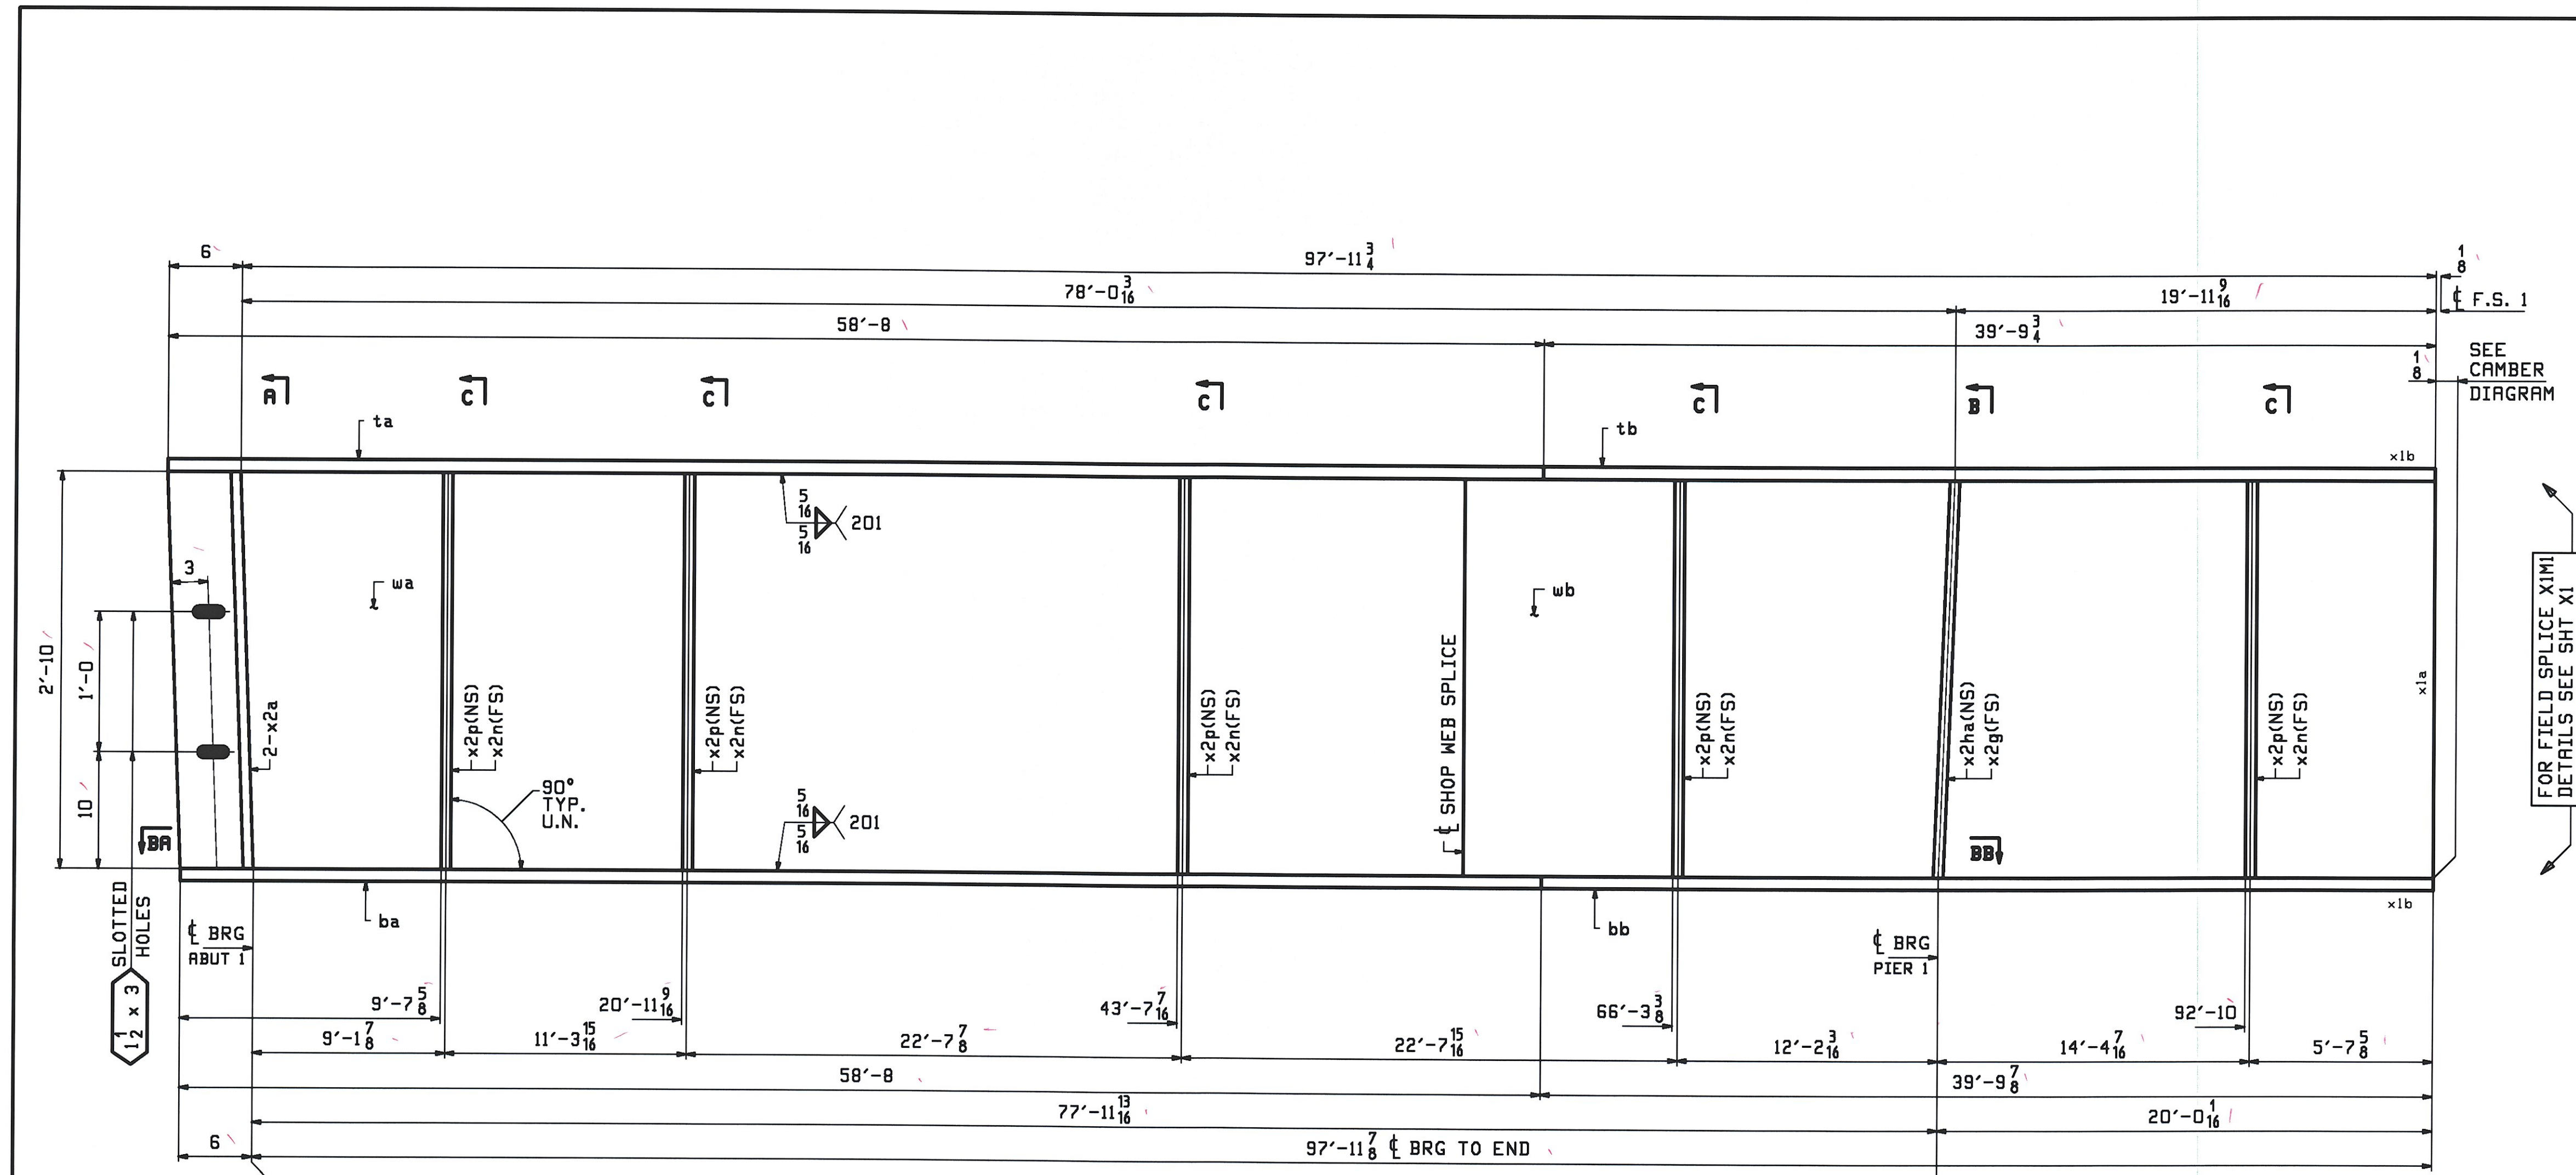 6
97'-11 3/4
1/8
78'-0 3/16
19'-11 9/16
℄ F.S. 1
58'-8
39'-9 3/4
1/8
SEE
CAMBER
DIAGRAM
A
C
C
C
C
B
C
ta
tb
x1b
5/16
5/16
201
3
wa
wb
2'-10
1'-0
10
2-x2a
x2p(NS)
x2n(FS)
x2p(NS)
x2n(FS)
x2p(NS)
x2n(FS)
℄ SHOP WEB SPLICE
x2p(NS)
x2n(FS)
x2ha(NS)
x2g(FS)
x2p(NS)
x2n(FS)
x1a
FOR FIELD SPLICE X1M1
DETAILS SEE SHT X1
90°
TYP.
U.N.
5/16
5/16
201
BA
BB
SLOTTED
HOLES
1 1/2 x 3
℄ BRG
ABUT 1
ba
bb
x1b
℄ BRG
PIER 1
9'-7 5/8
20'-11 9/16
43'-7 7/16
66'-3 3/8
92'-10
9'-1 7/8
11'-3 15/16
22'-7 7/8
22'-7 15/16
12'-2 3/16
14'-4 7/16
5'-7 5/8
58'-8
39'-9 7/8
77'-11 13/16
20'-0 1/16
6
97'-11 7/8 ℄ BRG TO END